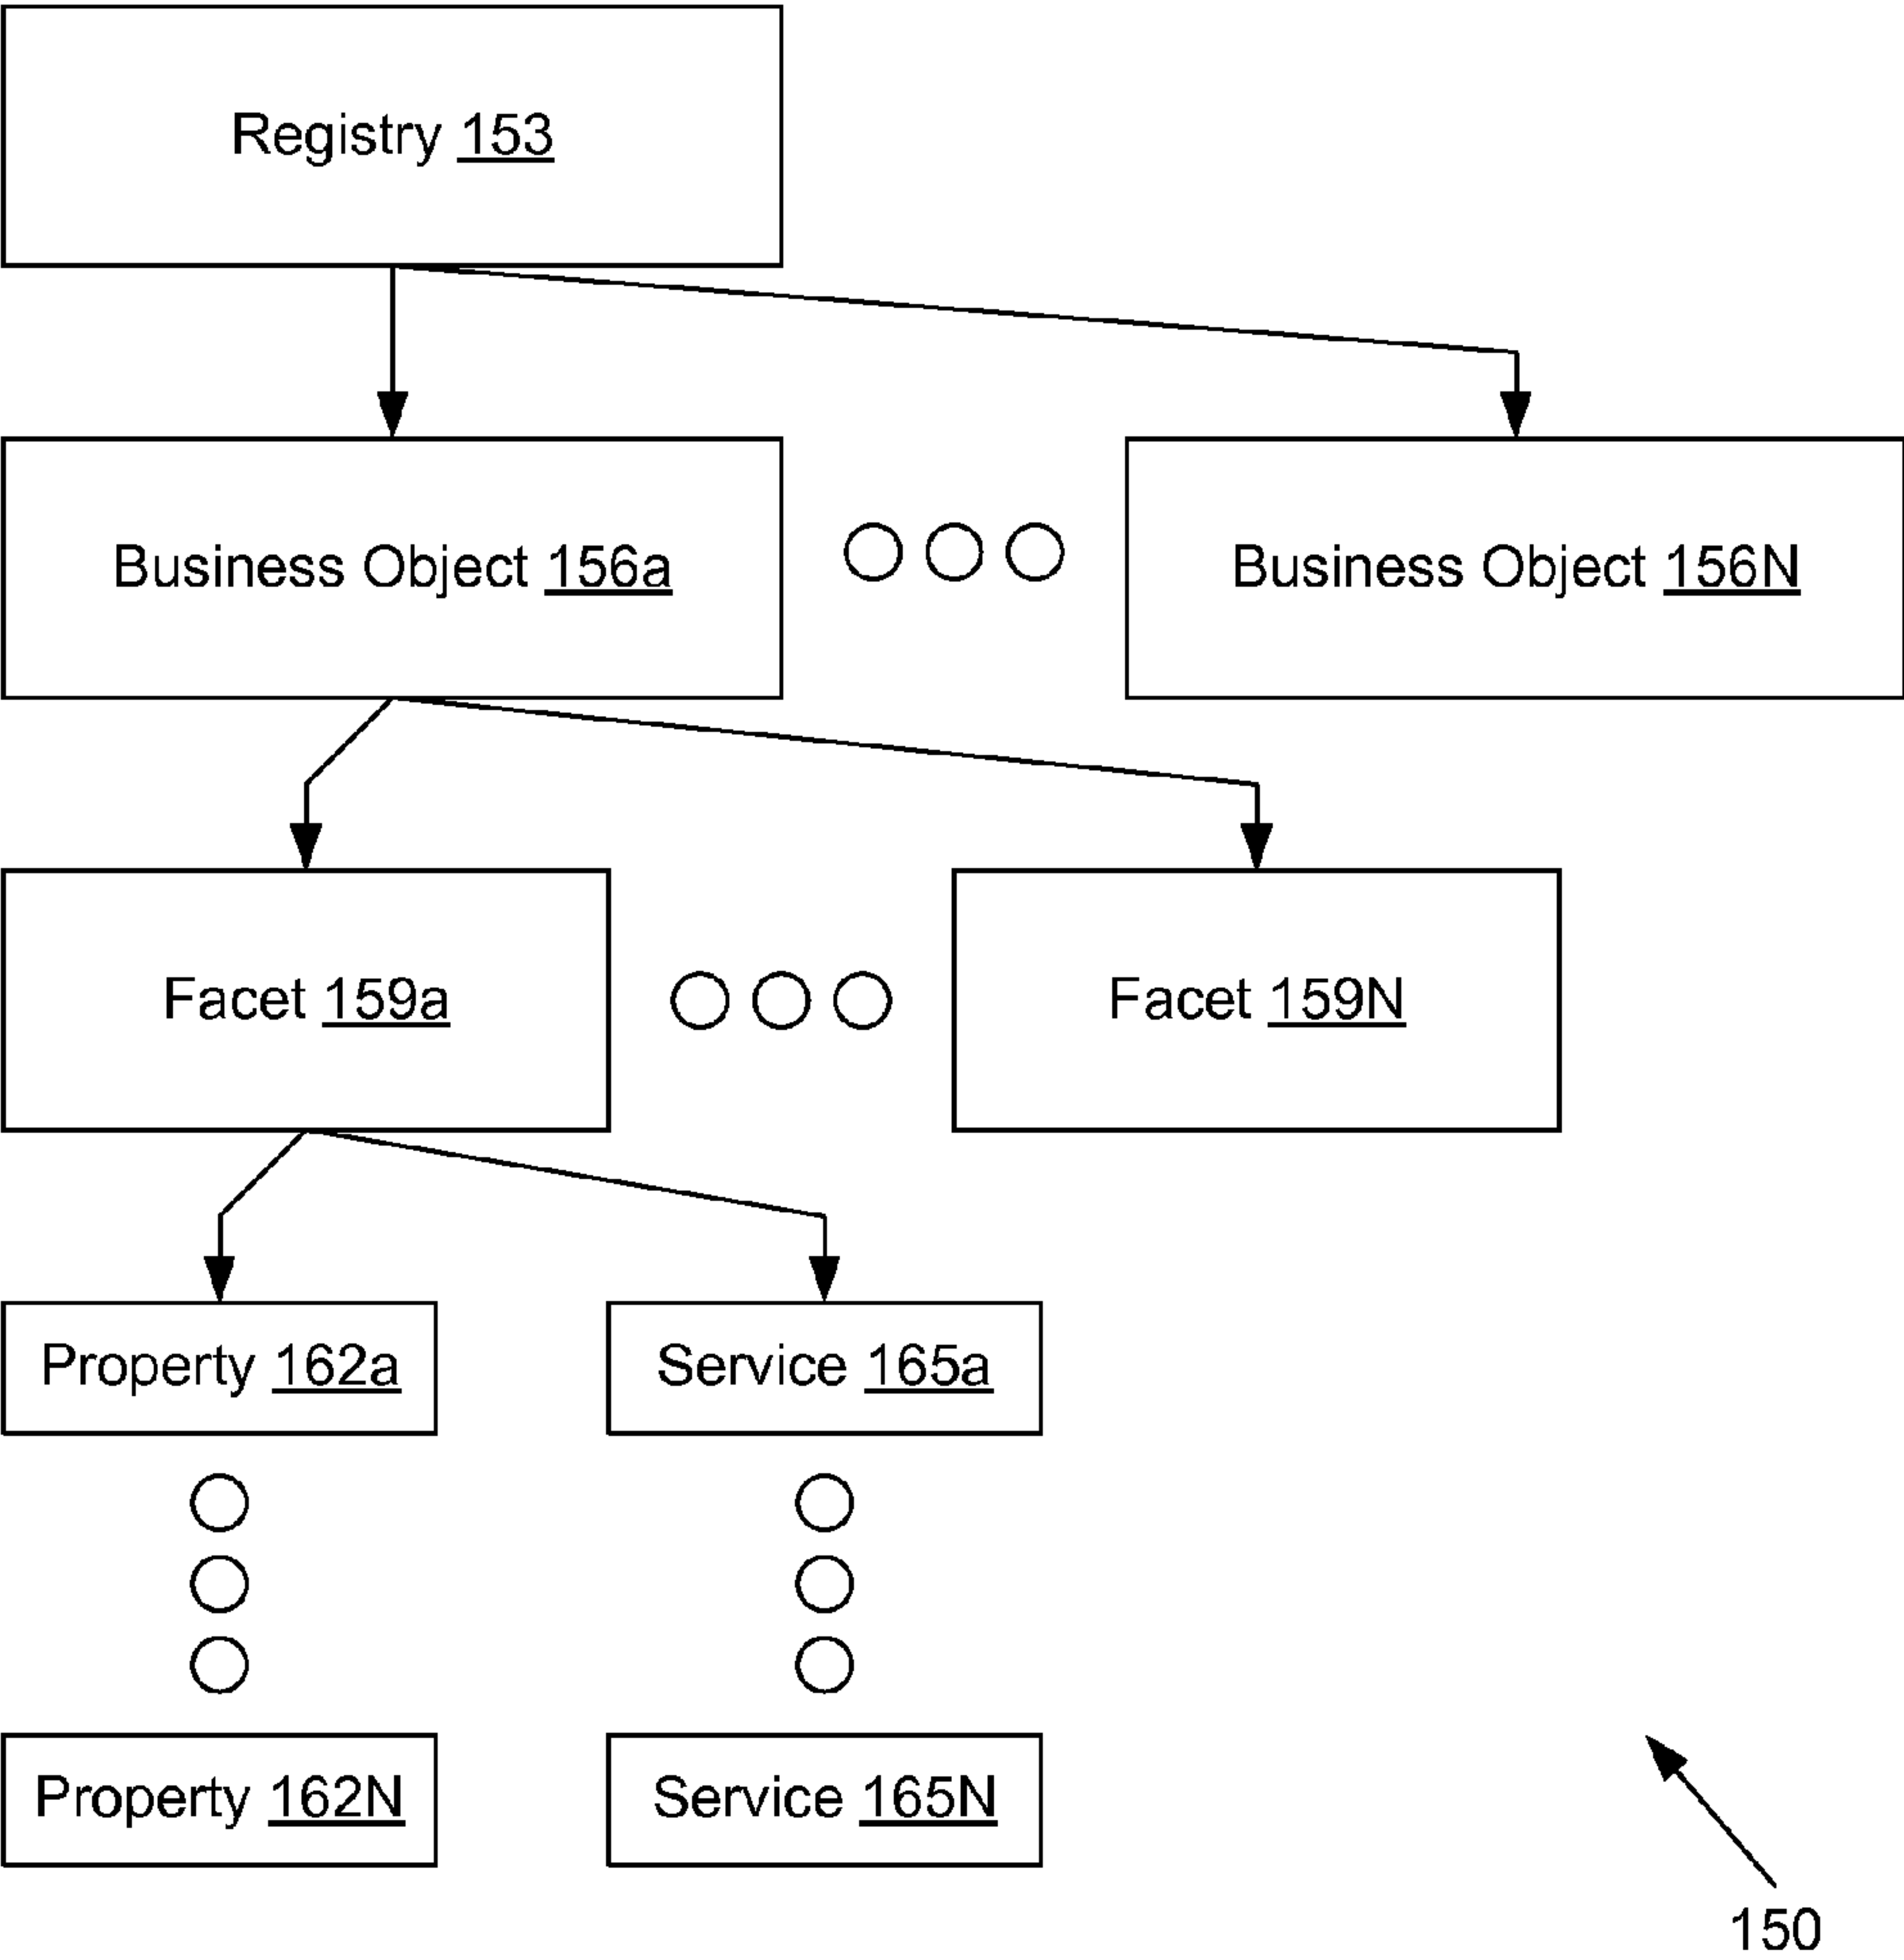 Registry 153
Business Object 156a
Business Object 156N
Facet 159a
Facet 159N
Property 162a
Service 165a
Property 162N
Service 165N
150